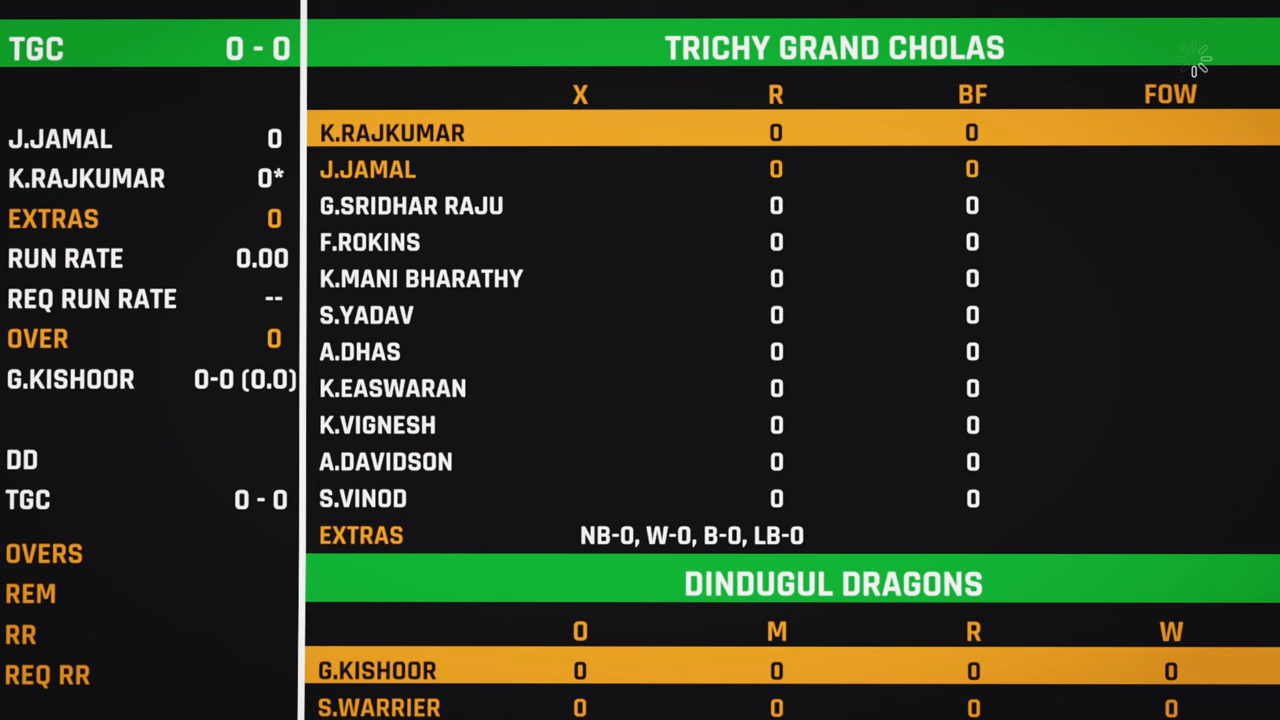 TGC 0 - 0
J.JAMAL 0
K.RAJKUMAR 0*
EXTRAS 0
RUN RATE 0.00
REQ RUN RATE --
OVER 0
G.KISHOOR 0-0 (0.0)
DD
TGC 0 - 0
OVERS
REM
RR
REQ RR
TRICHY GRAND CHOLAS
X R BF FOW
K.RAJKUMAR 0 0
J.JAMAL 0 0
G.SRIDHAR RAJU 0 0
F.ROKINS 0 0
K.MANI BHARATHY 0 0
S.YADAV 0 0
A.DHAS 0 0
K.EASWARAN 0 0
K.VIGNESH 0 0
A.DAVIDSON 0 0
S.VINOD 0 0
EXTRAS NB-0, W-0, B-0, LB-0
DINDUGUL DRAGONS
O M R W
G.KISHOOR 0 0 0 0
S.WARRIER 0 0 0 0